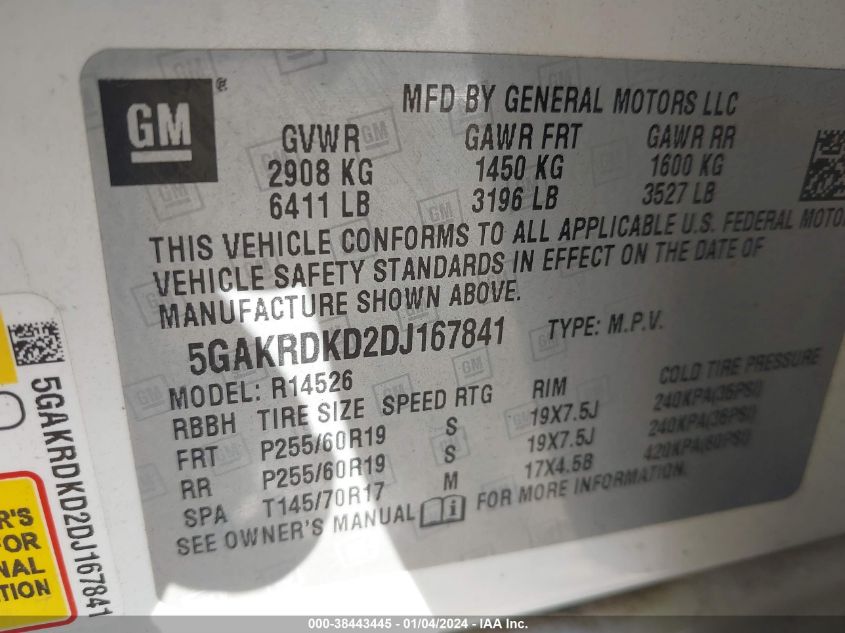 GM
MFD BY GENERAL MOTORS LLC
GVWR GAWR FRT GAWR RR
2908 KG 1450 KG 1600 KG
6411 LB 3196 LB 3527 LB
THIS VEHICLE CONFORMS TO ALL APPLICABLE U.S. FEDERAL MOTO
VEHICLE SAFETY STANDARDS IN EFFECT ON THE DATE OF
MANUFACTURE SHOWN ABOVE.
5GAKRDKD2DJ167841 TYPE: M.P.V.
MODEL: R14526
RBBH TIRE SIZE SPEED RTG RIM COLD TIRE PRESSURE
FRT P255/60R19 S 19X7.5J 240KPA(35PSI)
RR P255/60R19 S 19X7.5J 240KPA(35PSI)
SPA T145/70R17 M 17X4.5B 420KPA(60PSI)
SEE OWNER'S MANUAL FOR MORE INFORMATION.
5GAKRDKD2DJ167841
R'S
FOR
NAL
TION
000-38443445 - 01/04/2024 - IAA Inc.